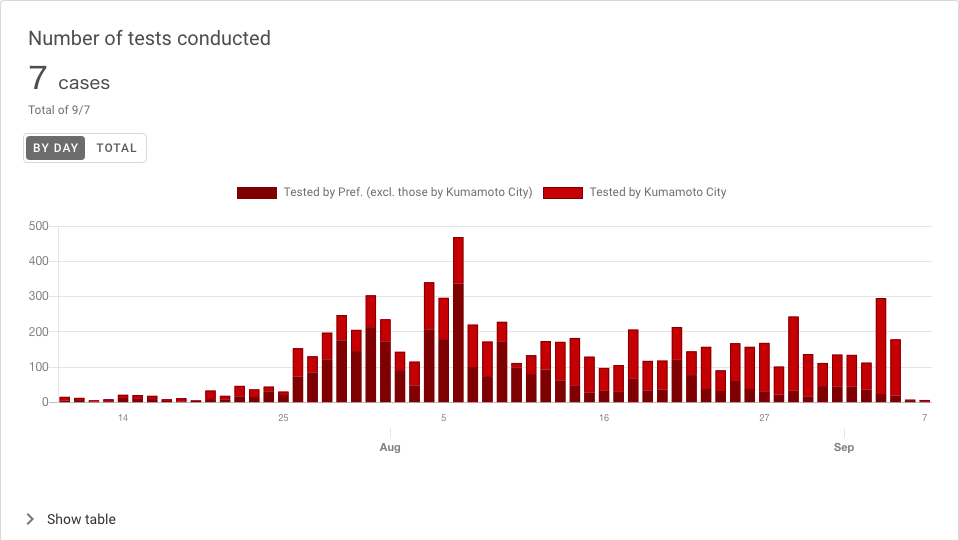 Number of tests conducted
7 cases
Total of 9/7
BY DAY TOTAL
Tested by Pref. (excl. those by Kumamoto City) Tested by Kumamoto City
500
400
300
200
100
0
14 25 5 16 27 7
Aug Sep
Show table